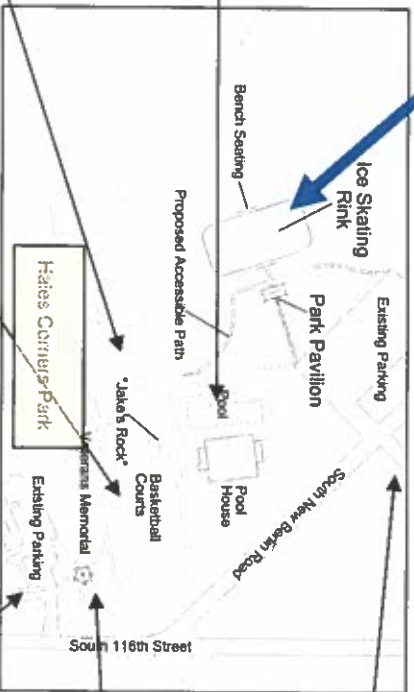 Ice Skating
Rink
Bench Seating
Existing Parking
Park Pavilion
Proposed Accessible Path
Pool
Pool
House
South New Berlin Road
"Jake's Rock"
Basketball
Courts
Hales Corners Park
Veterans Memorial
Existing Parking
South 116th Street